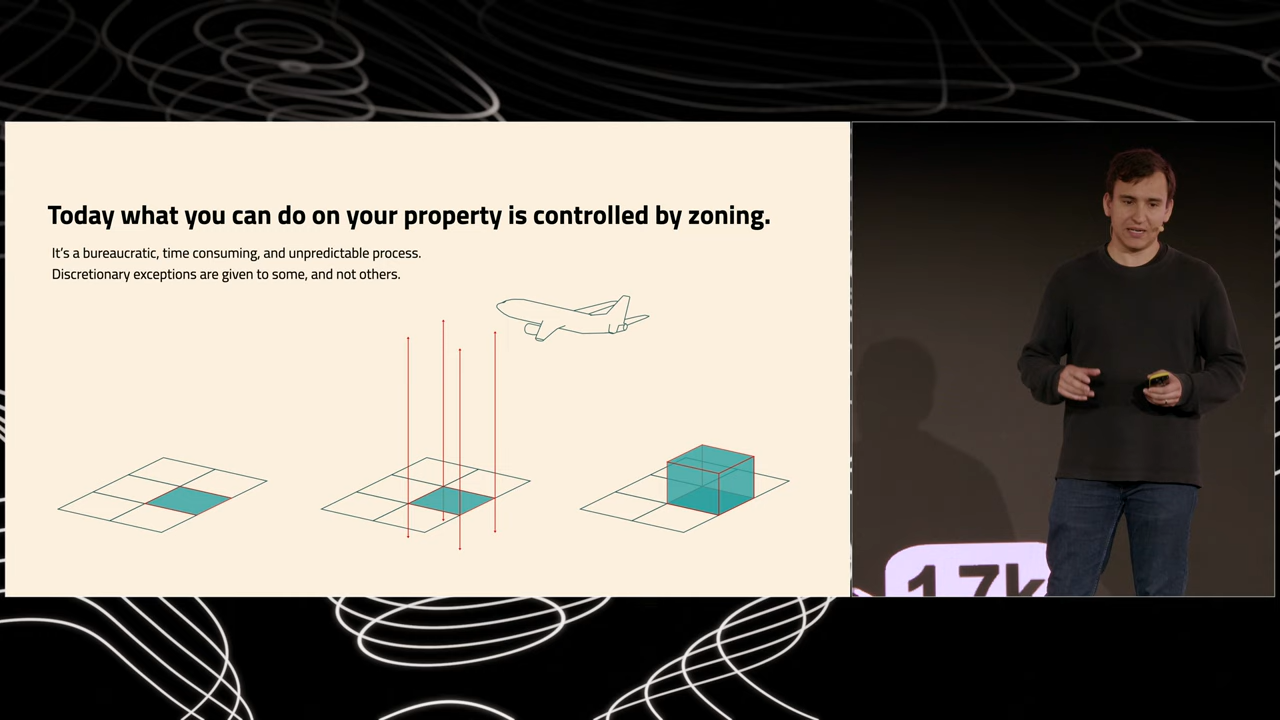 Today what you can do on your property is controlled by zoning.
It's a bureaucratic, time consuming, and unpredictable process.
Discretionary exceptions are given to some, and not others.
17k